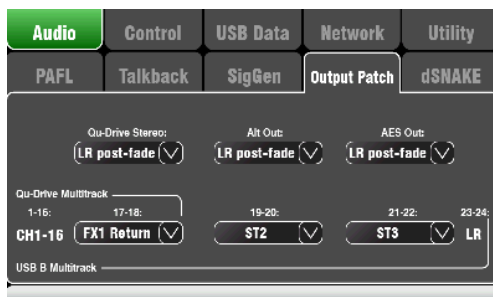 Audio Control USB Data Network Utility
PAFL Talkback SigGen Output Patch dSNAKE
Qu-Drive Stereo: Alt Out: AES Out:
LR post-fade LR post-fade LR post-fade
Qu-Drive Multitrack
1-16: 17-18: 19-20: 21-22: 23-24:
CH1-16 FX1 Return ST2 ST3 LR
USB B Multitrack